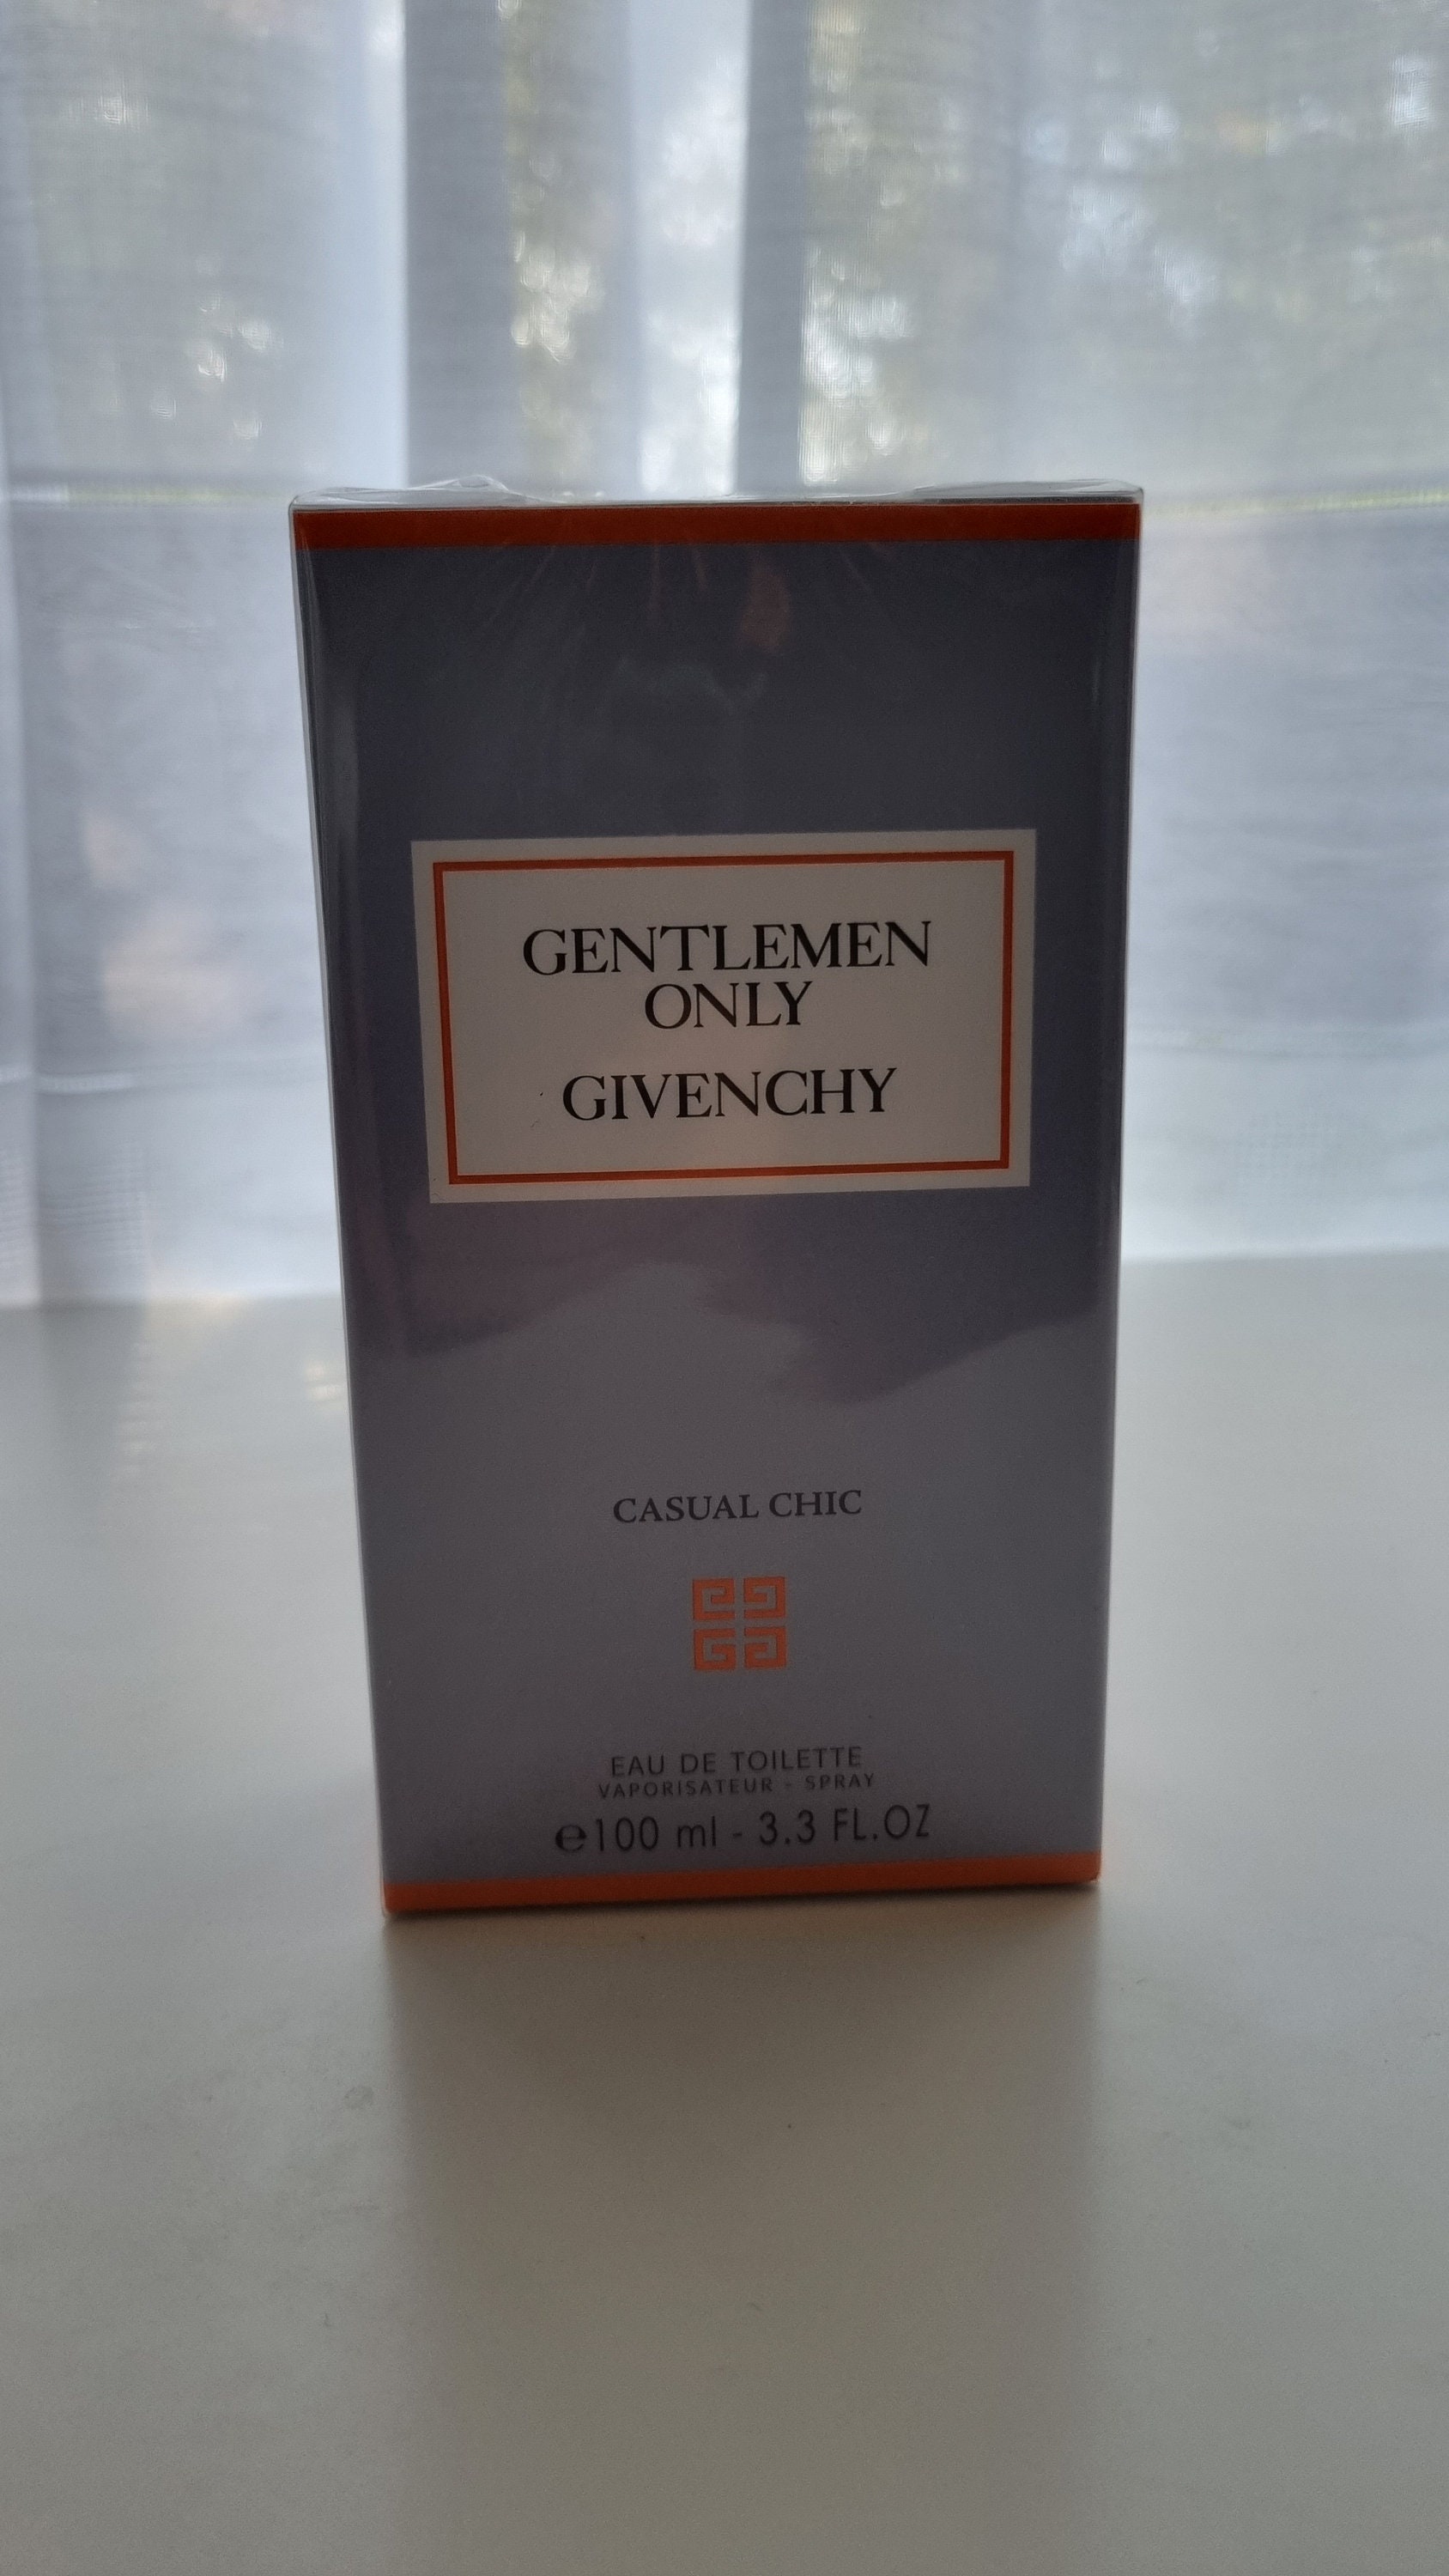 GENTLEMEN
ONLY
GIVENCHY
CASUAL CHIC
EAU DE TOILETTE
VAPORISATEUR - SPRAY
℮100 ml - 3.3 FL.OZ